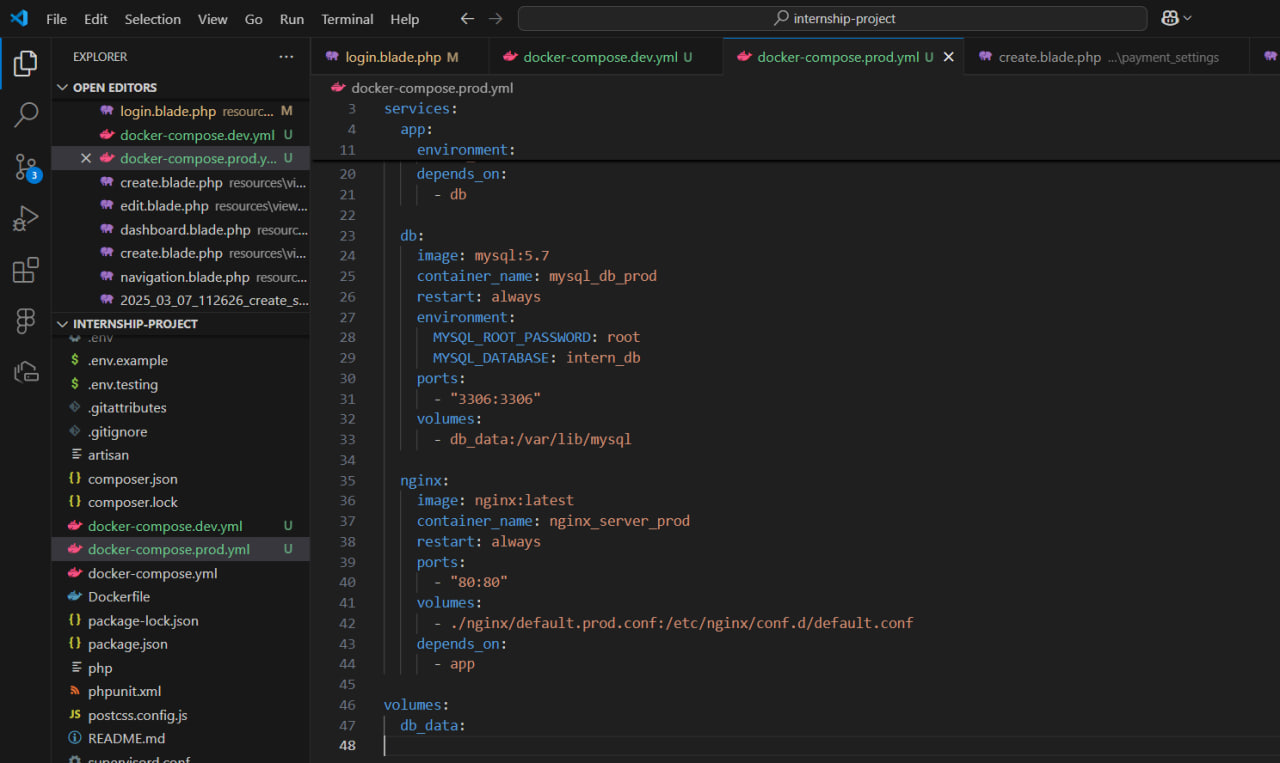 File Edit Selection View Go Run Terminal Help
internship-project
EXPLORER
OPEN EDITORS
login.blade.php resourc... M
docker-compose.dev.yml U
docker-compose.prod.y... U
create.blade.php resources\vi...
edit.blade.php resources\view...
dashboard.blade.php resourc...
create.blade.php resources\vi...
navigation.blade.php resourc...
2025_03_07_112626_create_s...
INTERNSHIP-PROJECT
.env
.env.example
.env.testing
.gitattributes
.gitignore
artisan
composer.json
composer.lock
docker-compose.dev.yml U
docker-compose.prod.yml U
docker-compose.yml
Dockerfile
package-lock.json
package.json
php
phpunit.xml
postcss.config.js
README.md
supervisord.conf
3
login.blade.php M
docker-compose.dev.yml U
docker-compose.prod.yml U
create.blade.php ...\payment_settings
docker-compose.prod.yml
3 services:
4 app:
11 environment:
20 depends_on:
21 - db
22
23 db:
24 image: mysql:5.7
25 container_name: mysql_db_prod
26 restart: always
27 environment:
28 MYSQL_ROOT_PASSWORD: root
29 MYSQL_DATABASE: intern_db
30 ports:
31 - "3306:3306"
32 volumes:
33 - db_data:/var/lib/mysql
34
35 nginx:
36 image: nginx:latest
37 container_name: nginx_server_prod
38 restart: always
39 ports:
40 - "80:80"
41 volumes:
42 - ./nginx/default.prod.conf:/etc/nginx/conf.d/default.conf
43 depends_on:
44 - app
45
46 volumes:
47 db_data:
48